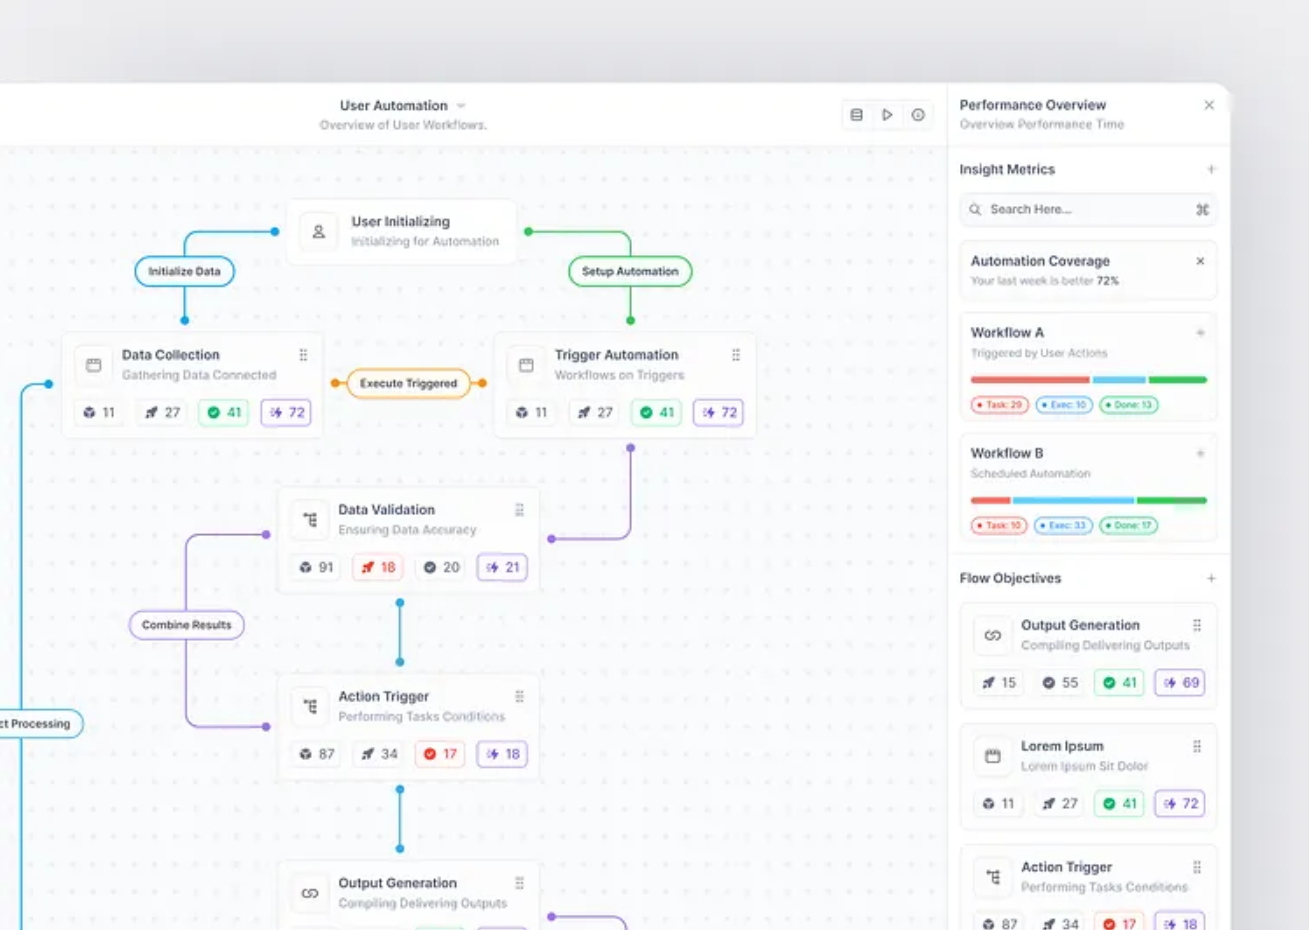 User Automation
Overview of User Workflows.
User Initializing
Initializing for Automation
Initialize Data
Setup Automation
Data Collection
Gathering Data Connected
11 27 41 72
Execute Triggered
Trigger Automation
Workflows on Triggers
11 27 41 72
Data Validation
Ensuring Data Accuracy
91 18 20 21
Combine Results
Action Trigger
Performing Tasks Conditions
87 34 17 18
ct Processing
Output Generation
Compiling Delivering Outputs
Performance Overview
Overview Performance Time
Insight Metrics
Search Here...
Automation Coverage
Your last week is better 72%
Workflow A
Triggered by User Actions
Task: 29 Exec: 10 Done: 13
Workflow B
Scheduled Automation
Task: 10 Exec: 33 Done: 17
Flow Objectives
Output Generation
Compiling Delivering Outputs
15 55 41 69
Lorem Ipsum
Lorem Ipsum Sit Dolor
11 27 41 72
Action Trigger
Performing Tasks Conditions
87 34 17 18